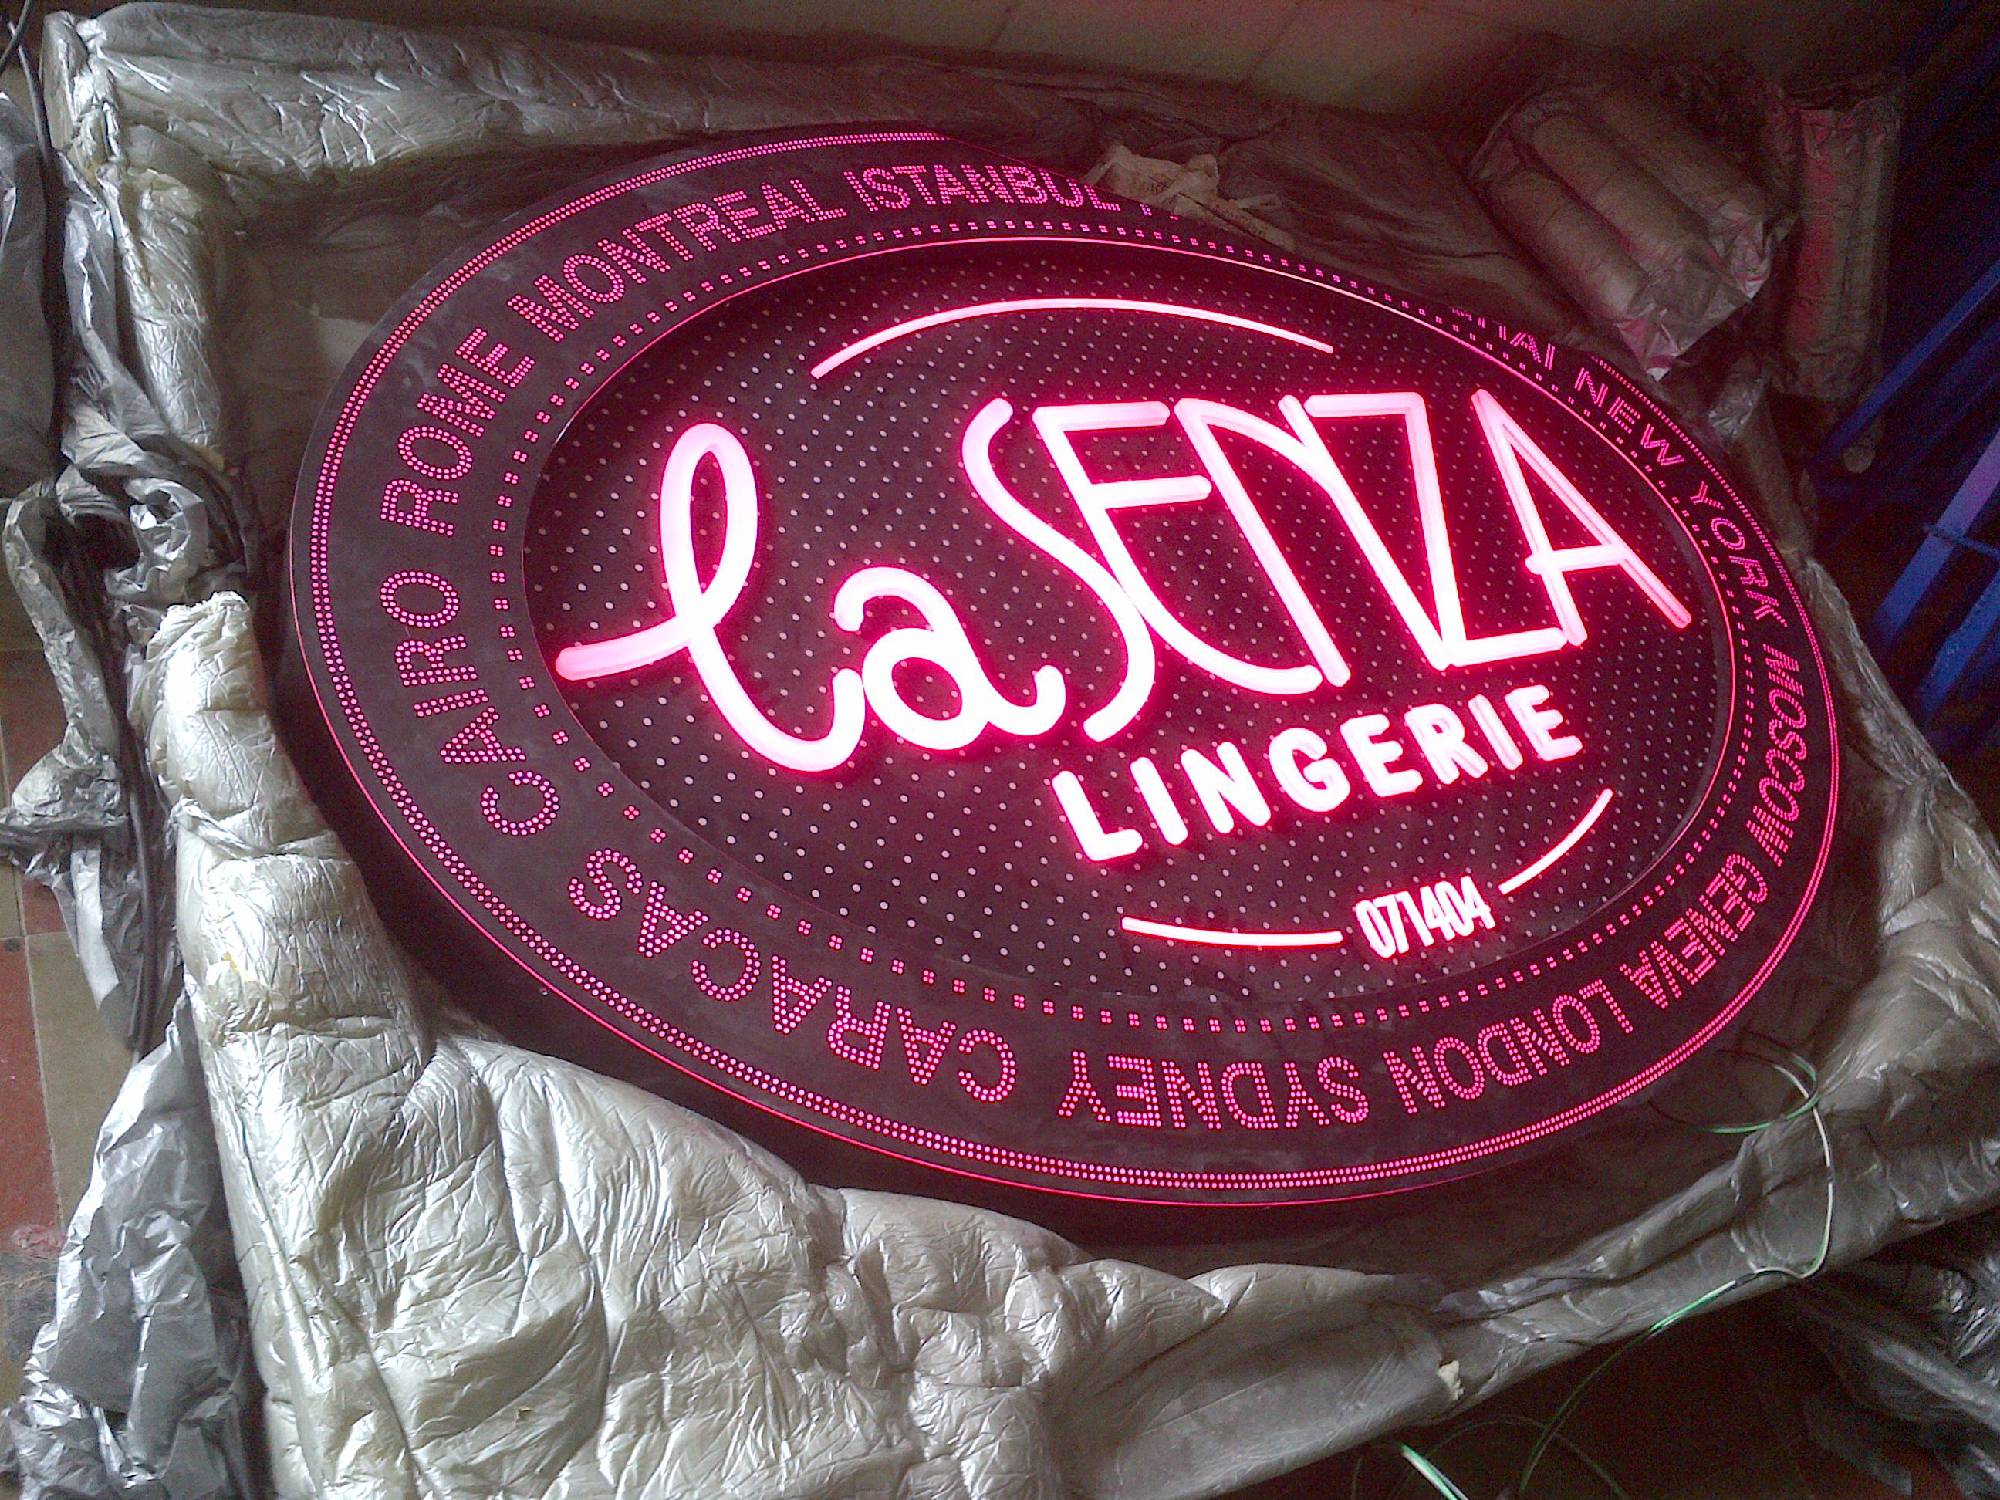 la SENZA
LINGERIE
071404
CARACAS CAIRO ROME MONTREAL ISTANBUL
NEW YORK MOSCOW GENEVA LONDON SYDNEY